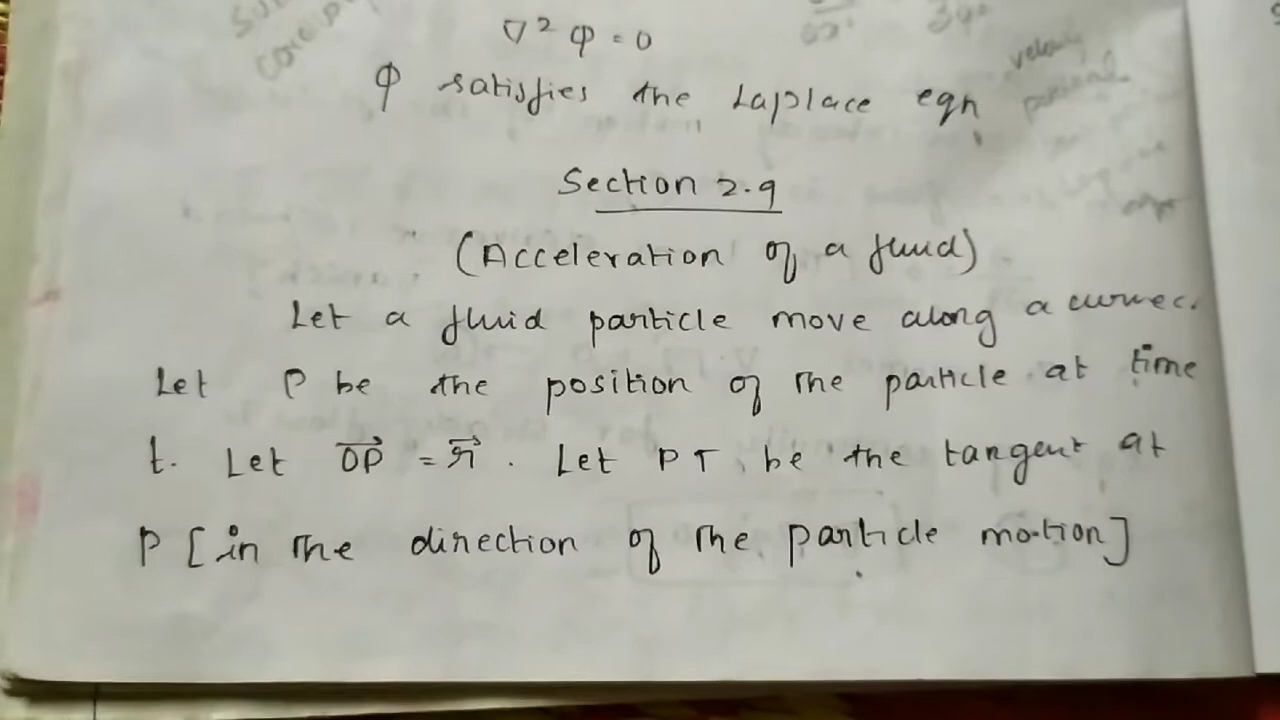 ∇² φ = 0
φ satisfies the Laplace eqn
Section 2.9
(Acceleration of a fluid)
Let a fluid particle move along a curve c.
Let P be the position of the particle at time
t. Let OP⃗ = r⃗ . Let PT be the tangent at
P [in the direction of the particle motion]